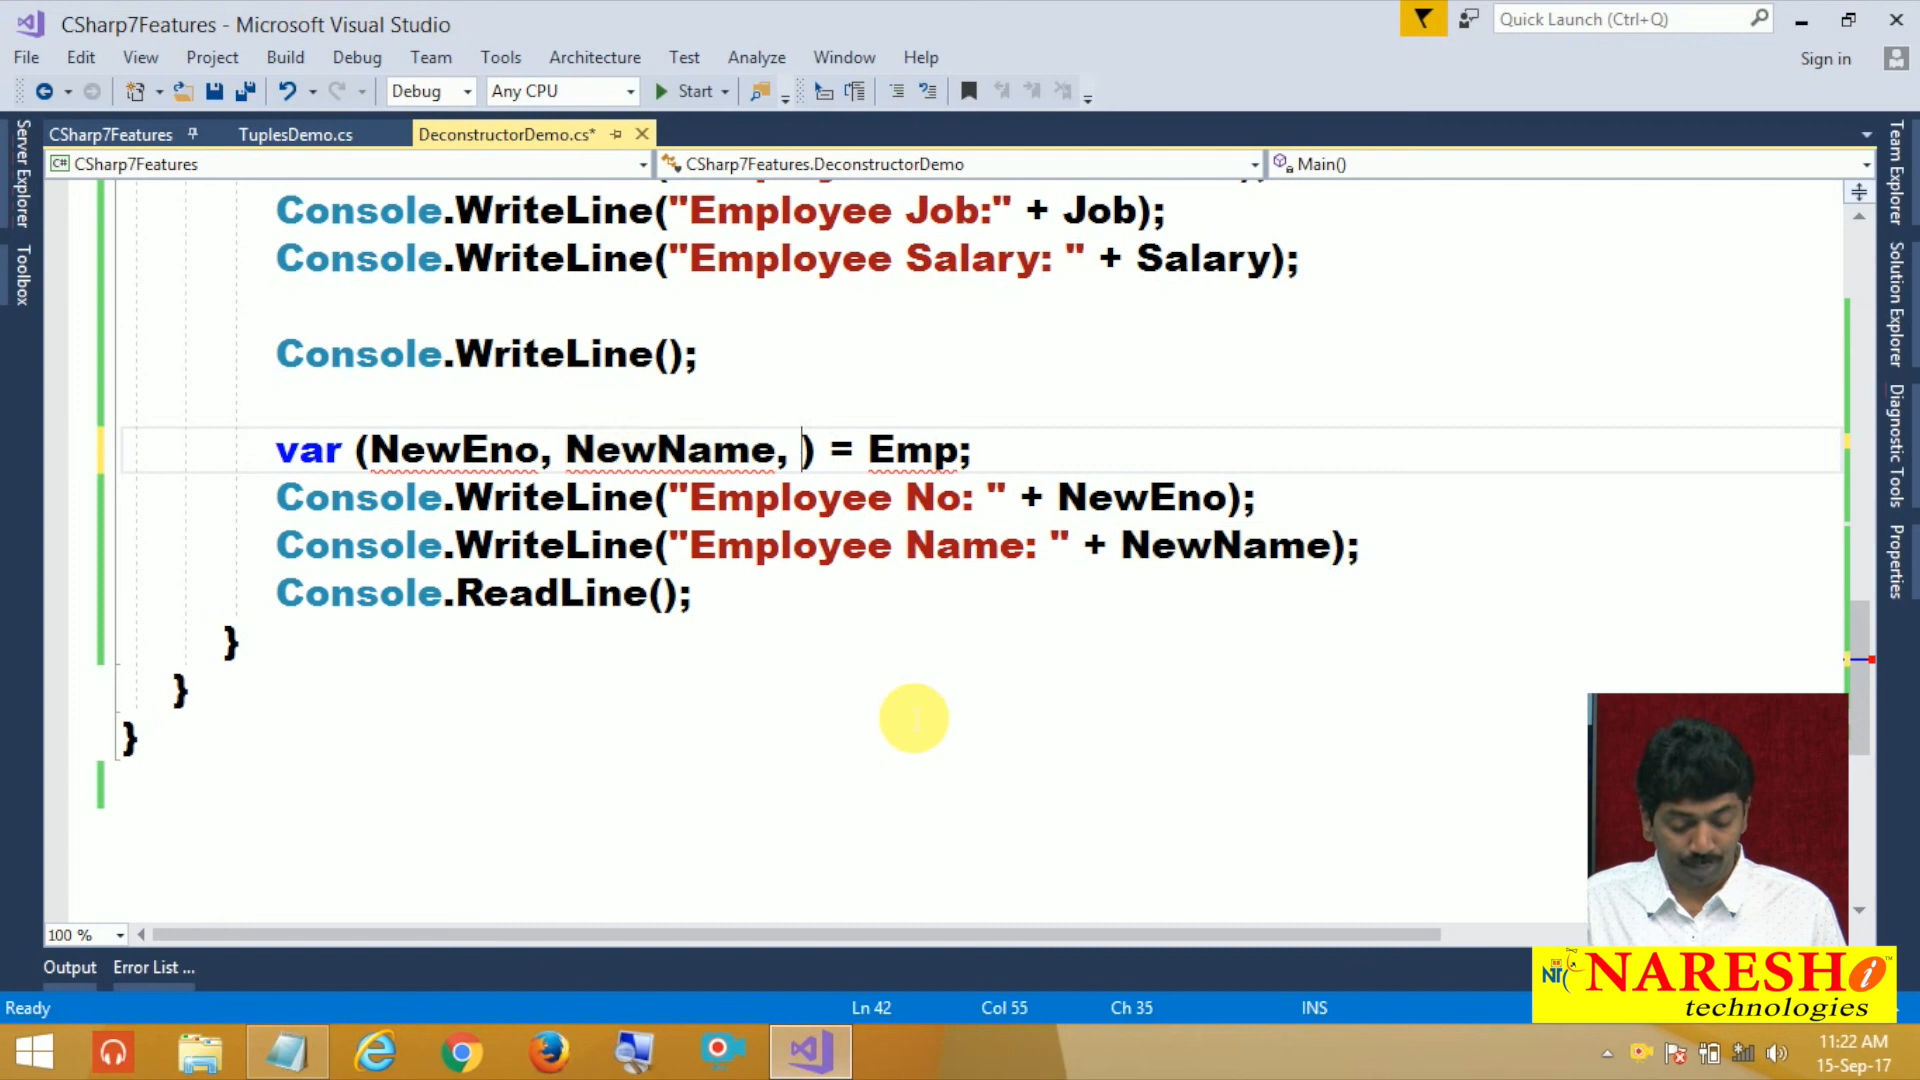 CSharp7Features - Microsoft Visual Studio
Quick Launch (Ctrl+Q)
File Edit View Project Build Debug Team Tools Architecture Test Analyze Window Help
Sign in
Debug Any CPU Start
CSharp7Features TuplesDemo.cs DeconstructorDemo.cs*
C# CSharp7Features CSharp7Features.DeconstructorDemo Main()
Server Explorer
Toolbox
Console.WriteLine("Employee Job:" + Job);
Console.WriteLine("Employee Salary: " + Salary);
Console.WriteLine();
var (NewEno, NewName, ) = Emp;
Console.WriteLine("Employee No: " + NewEno);
Console.WriteLine("Employee Name: " + NewName);
Console.ReadLine();
}
}
}
Team Explorer
Solution Explorer
Diagnostic Tools
Properties
100 %
Output Error List ...
Ready Ln 42 Col 55 Ch 35 INS
NARESH i
technologies
11:22 AM
15-Sep-17